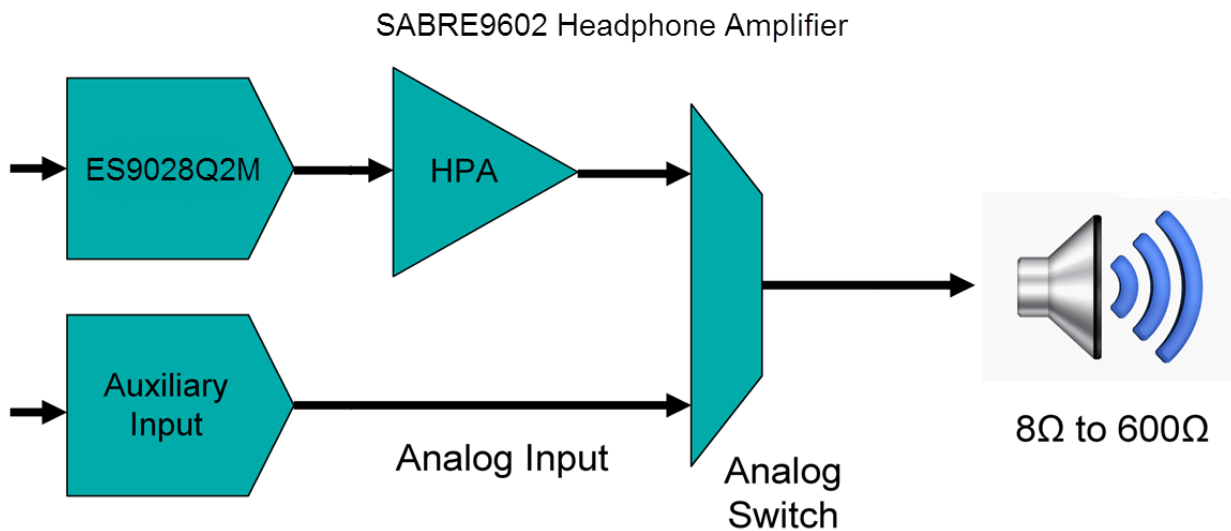 SABRE9602 Headphone Amplifier
ES9028Q2M
HPA
Auxiliary
Input
Analog Input
Analog
Switch
8Ω to 600Ω